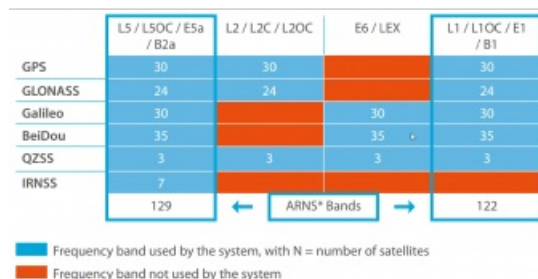 L5 / L5OC / E5a / B2a L2 / L2C / L2OC E6 / LEX L1 / L1OC / E1 / B1
GPS 30 30 30
GLONASS 24 24 24
Galileo 30 30 30
BeiDou 35 35 35
QZSS 3 3 3 3
IRNSS 7
129 ARNS* Bands 122
Frequency band used by the system, with N = number of satellites
Frequency band not used by the system